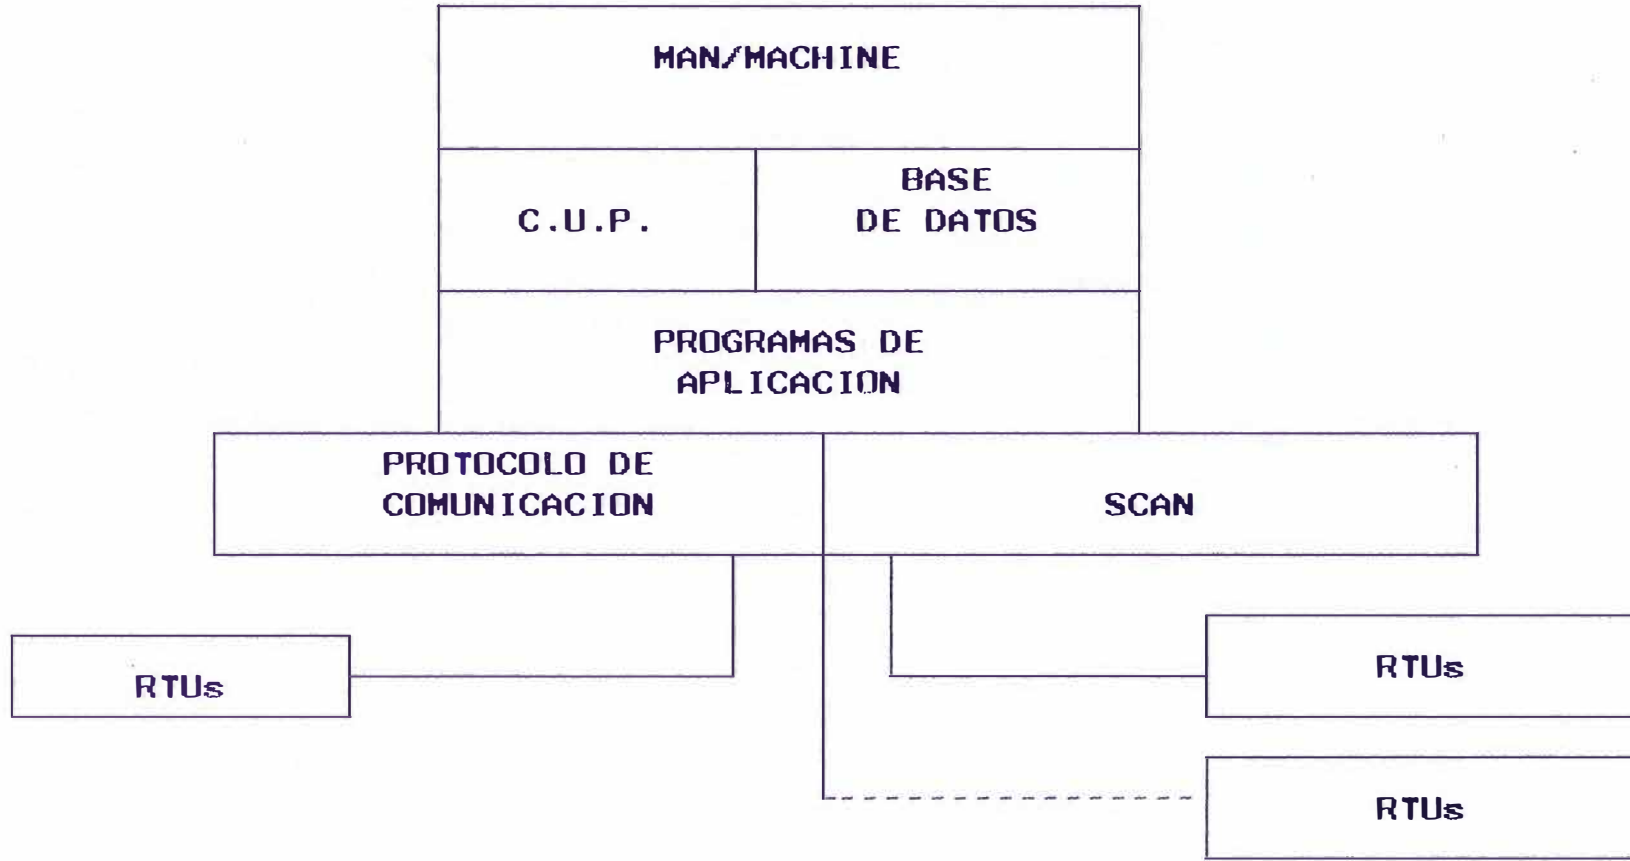 MAN/MACHINE
C.U.P.
BASE
DE DATOS
PROGRAMAS DE
APLICACION
PROTOCOLO DE
COMUNICACION
SCAN
RTUs
RTUs
RTUs